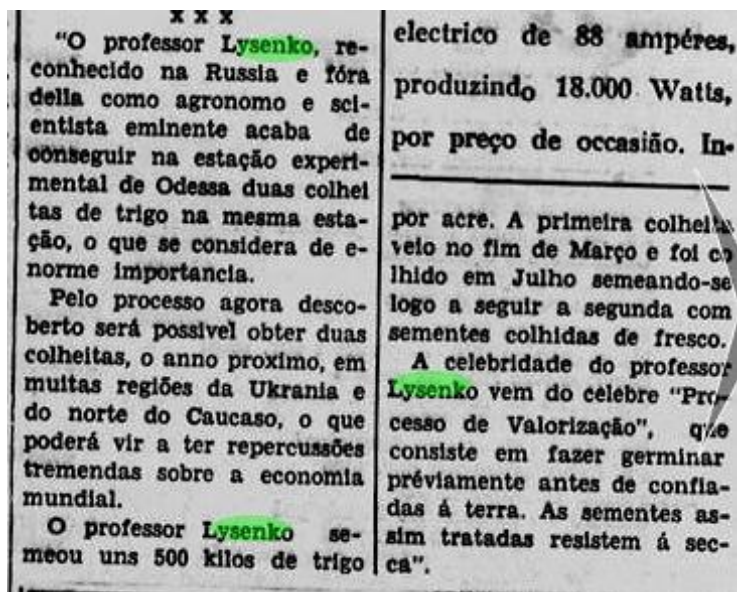 x x x
"O professor Lysenko, re-
conhecido na Russia e fóra
della como agronomo e sci-
entista eminente acaba de
conseguir na estação experi-
mental de Odessa duas colhei
tas de trigo na mesma esta-
ção, o que se considera de e-
norme importancia.
Pelo processo agora desco-
berto será possivel obter duas
colheitas, o anno proximo, em
muitas regiões da Ukrania e
do norte do Caucaso, o que
poderá vir a ter repercussões
tremendas sobre a economia
mundial.
O professor Lysenko se-
meou uns 500 kilos de trigo
electrico de 88 ampéres,
produzindo 18.000 Watts,
por preço de occasião. In-
por acre. A primeira colheita
veio no fim de Março e foi co
lhido em Julho semeando-se
logo a seguir a segunda com
sementes colhidas de fresco.
A celebridade do professor
Lysenko vem do célebre "Pro-
cesso de Valorização", que
consiste em fazer germinar
préviamente antes de confia-
das á terra. As sementes as-
sim tratadas resistem á sec-
ca".